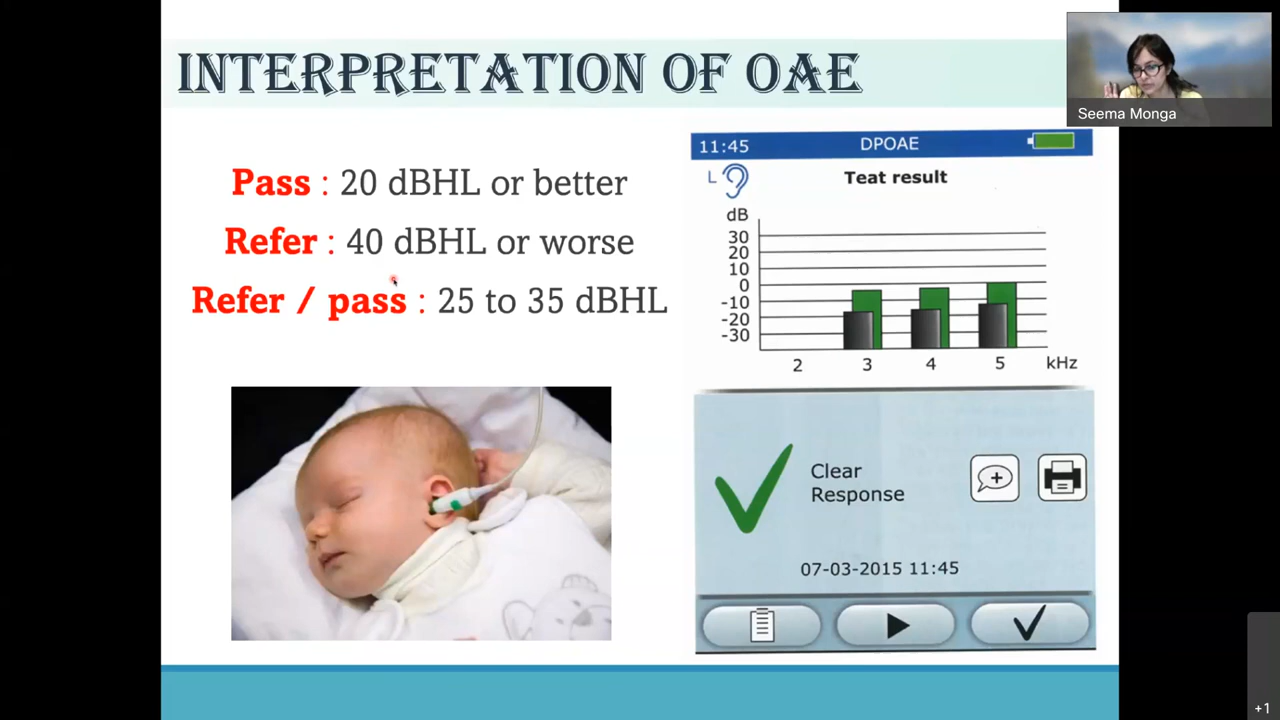 INTERPRETATION OF OAE
Seema Monga
Pass : 20 dBHL or better
Refer : 40 dBHL or worse
Refer / pass : 25 to 35 dBHL
11:45 DPOAE
L
Teat result
dB
30
20
10
0
-10
-20
-30
2 3 4 5 kHz
Clear
Response
07-03-2015 11:45
+1